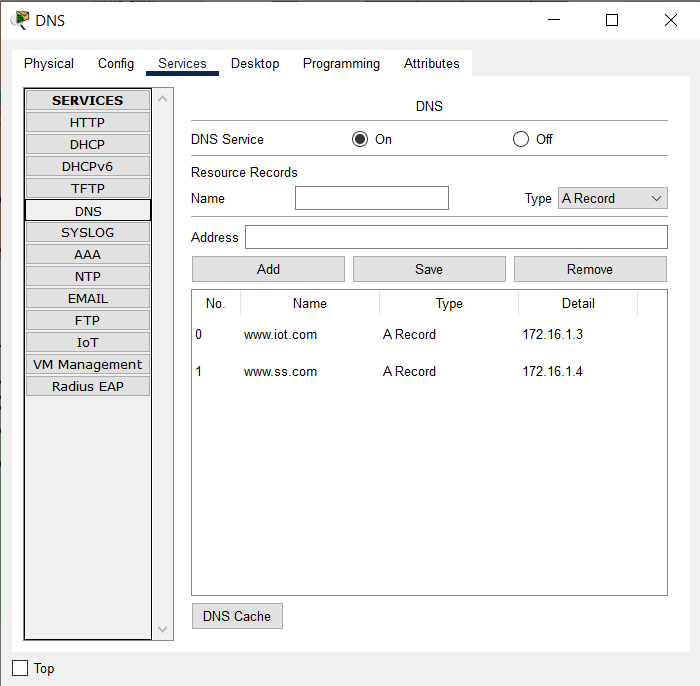 DNS
Physical Config Services Desktop Programming Attributes
SERVICES
HTTP
DHCP
DHCPv6
TFTP
DNS
SYSLOG
AAA
NTP
EMAIL
FTP
IoT
VM Management
Radius EAP
DNS
DNS Service On Off
Resource Records
Name Type A Record
Address
Add Save Remove
No. Name Type Detail
0 www.iot.com A Record 172.16.1.3
1 www.ss.com A Record 172.16.1.4
DNS Cache
Top